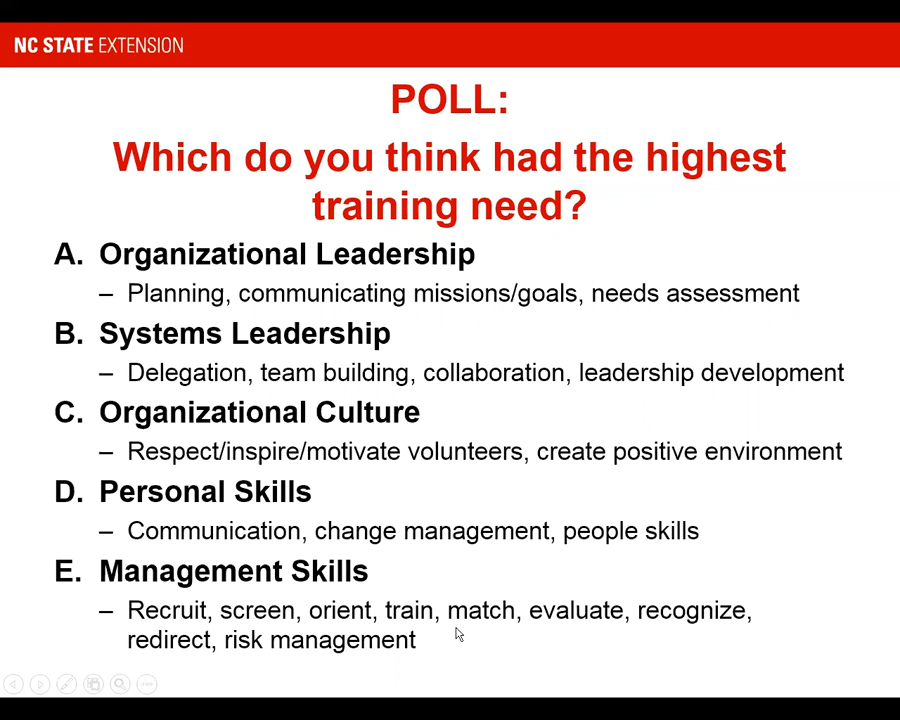 NC STATE EXTENSION
POLL:
Which do you think had the highest
training need?
A. Organizational Leadership
– Planning, communicating missions/goals, needs assessment
B. Systems Leadership
– Delegation, team building, collaboration, leadership development
C. Organizational Culture
– Respect/inspire/motivate volunteers, create positive environment
D. Personal Skills
– Communication, change management, people skills
E. Management Skills
– Recruit, screen, orient, train, match, evaluate, recognize,
redirect, risk management